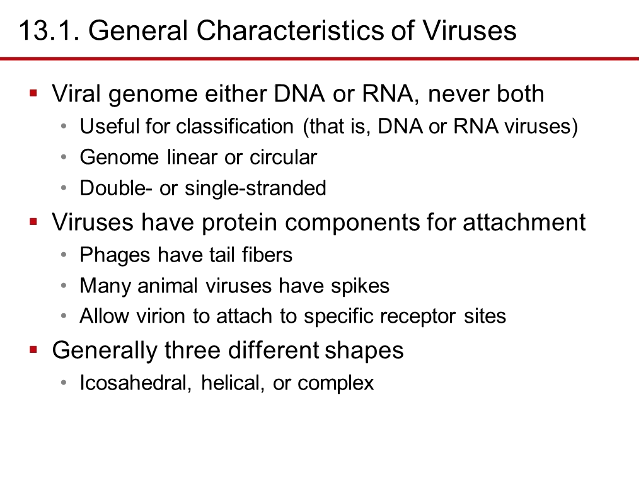 13.1. General Characteristics of Viruses
▪ Viral genome either DNA or RNA, never both
• Useful for classification (that is, DNA or RNA viruses)
• Genome linear or circular
• Double- or single-stranded
▪ Viruses have protein components for attachment
• Phages have tail fibers
• Many animal viruses have spikes
• Allow virion to attach to specific receptor sites
▪ Generally three different shapes
• Icosahedral, helical, or complex